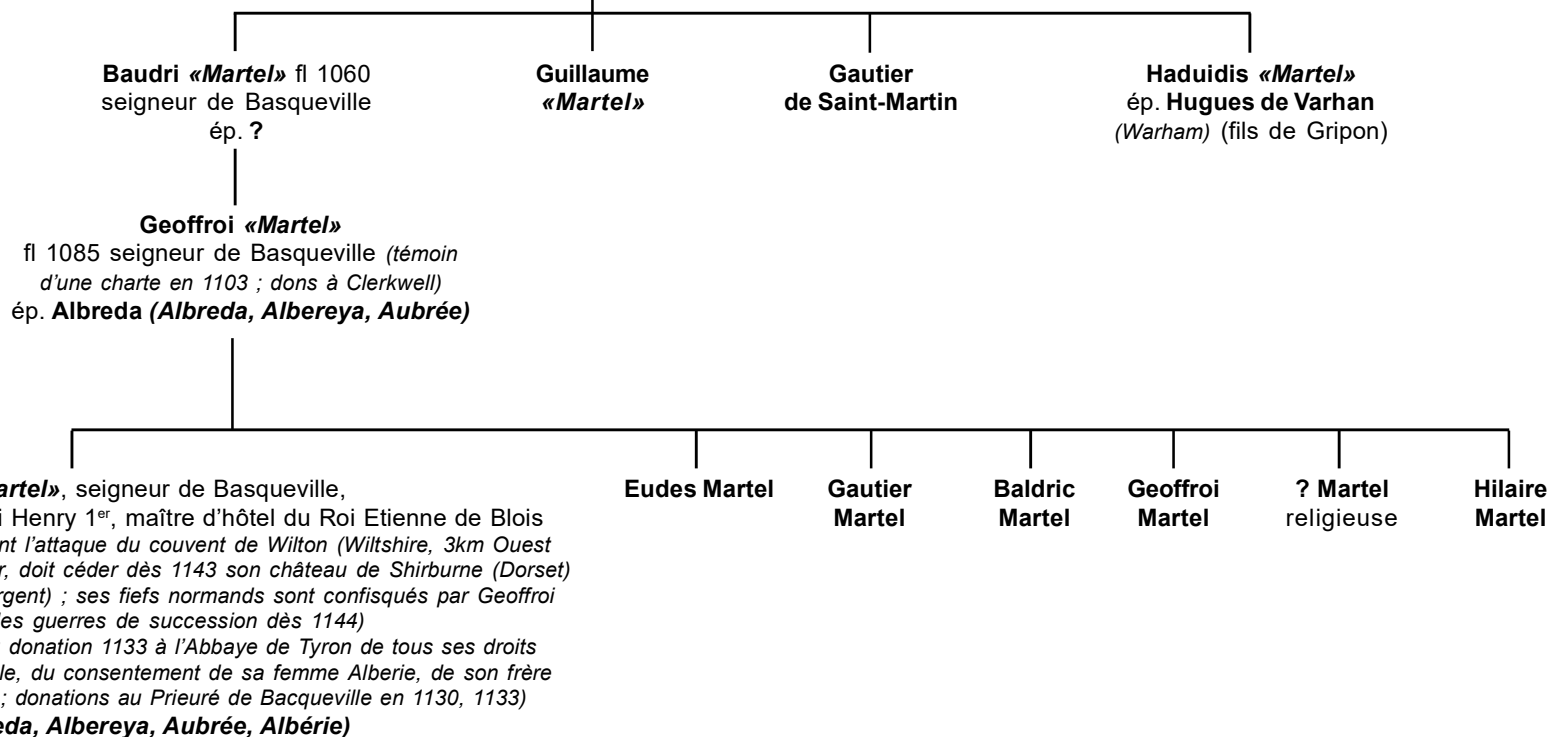 Baudri «Martel» fl 1060
seigneur de Basqueville
ép. ?
Guillaume
«Martel»
Gautier
de Saint-Martin
Haduidis «Martel»
ép. Hugues de Varhan
(Warham) (fils de Gripon)
Geoffroi «Martel»
fl 1085 seigneur de Basqueville (témoin
d'une charte en 1103 ; dons à Clerkwell)
ép. Albreda (Albreda, Albereya, Aubrée)
artel», seigneur de Basqueville,
i Henry 1er, maître d'hôtel du Roi Etienne de Blois
nt l'attaque du couvent de Wilton (Wiltshire, 3km Ouest
r, doit céder dès 1143 son château de Shirburne (Dorset)
rgent) ; ses fiefs normands sont confisqués par Geoffroi
les guerres de succession dès 1144)
donation 1133 à l'Abbaye de Tyron de tous ses droits
le, du consentement de sa femme Alberie, de son frère
; donations au Prieuré de Bacqueville en 1130, 1133)
eda, Albereya, Aubrée, Albérie)
Eudes Martel
Gautier
Martel
Baldric
Martel
Geoffroi
Martel
? Martel
religieuse
Hilaire
Martel